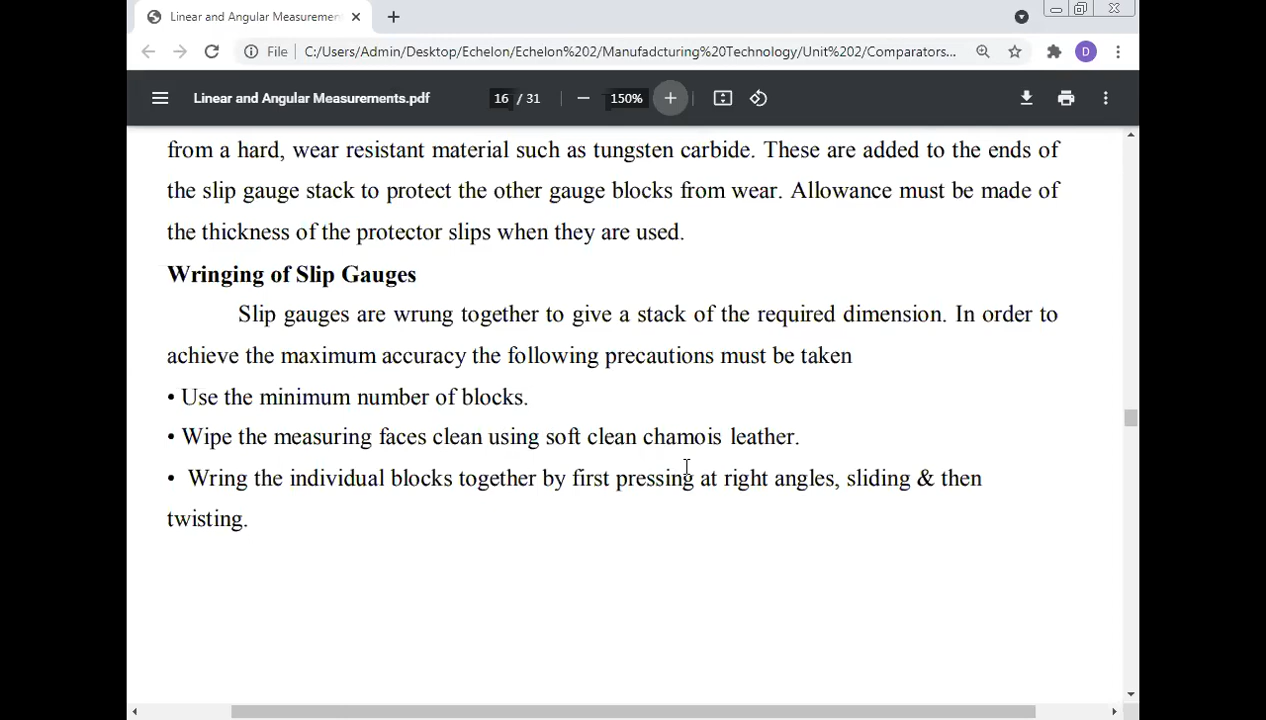 Linear and Angular Measuremen
File
C:/Users/Admin/Desktop/Echelon/Echelon%202/Manufadcturing%20Technology/Unit%202/Comparators...
D
Linear and Angular Measurements.pdf
16 / 31
150%
from a hard, wear resistant material such as tungsten carbide. These are added to the ends of
the slip gauge stack to protect the other gauge blocks from wear. Allowance must be made of
the thickness of the protector slips when they are used.
Wringing of Slip Gauges
Slip gauges are wrung together to give a stack of the required dimension. In order to
achieve the maximum accuracy the following precautions must be taken
• Use the minimum number of blocks.
• Wipe the measuring faces clean using soft clean chamois leather.
• Wring the individual blocks together by first pressing at right angles, sliding & then
twisting.